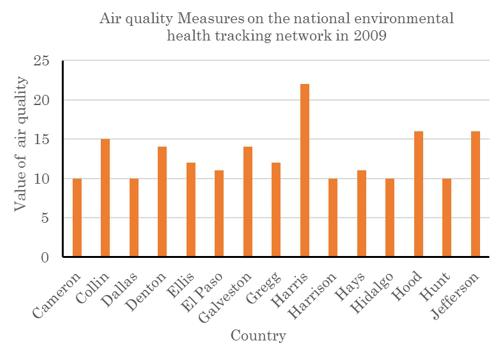 Air quality Measures on the national environmental
health tracking network in 2009
Value of air quality
25
20
15
10
5
0
Cameron
Collin
Dallas
Denton
Ellis
El Paso
Galveston
Gregg
Harris
Harrison
Hays
Hidalgo
Hood
Hunt
Jefferson
Country